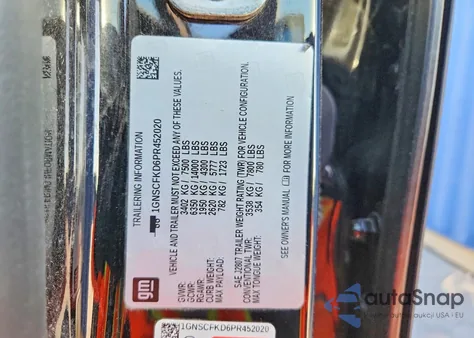 TRAILERING INFORMATION
1GNSCFKD6PR452020
VEHICLE AND TRAILER MUST NOT EXCEED ANY OF THESE VALUES.
GVWR: 3402 KG / 7500 LBS
GCWR: 6350 KG / 14000 LBS
RGAWR: 1950 KG / 4300 LBS
CURB WEIGHT: 2620 KG / 5777 LBS
MAX PAYLOAD: 782 KG / 1723 LBS
SAE J2807 TRAILER WEIGHT RATING (TWR) FOR VEHICLE CONFIGURATION.
CONVENTIONAL TWR: 3538 KG / 7800 LBS
MAX TONGUE WEIGHT: 354 KG / 780 LBS
SEE OWNER'S MANUAL FOR MORE INFORMATION
gm
1GNSCFKD6PR452020
autoSnap